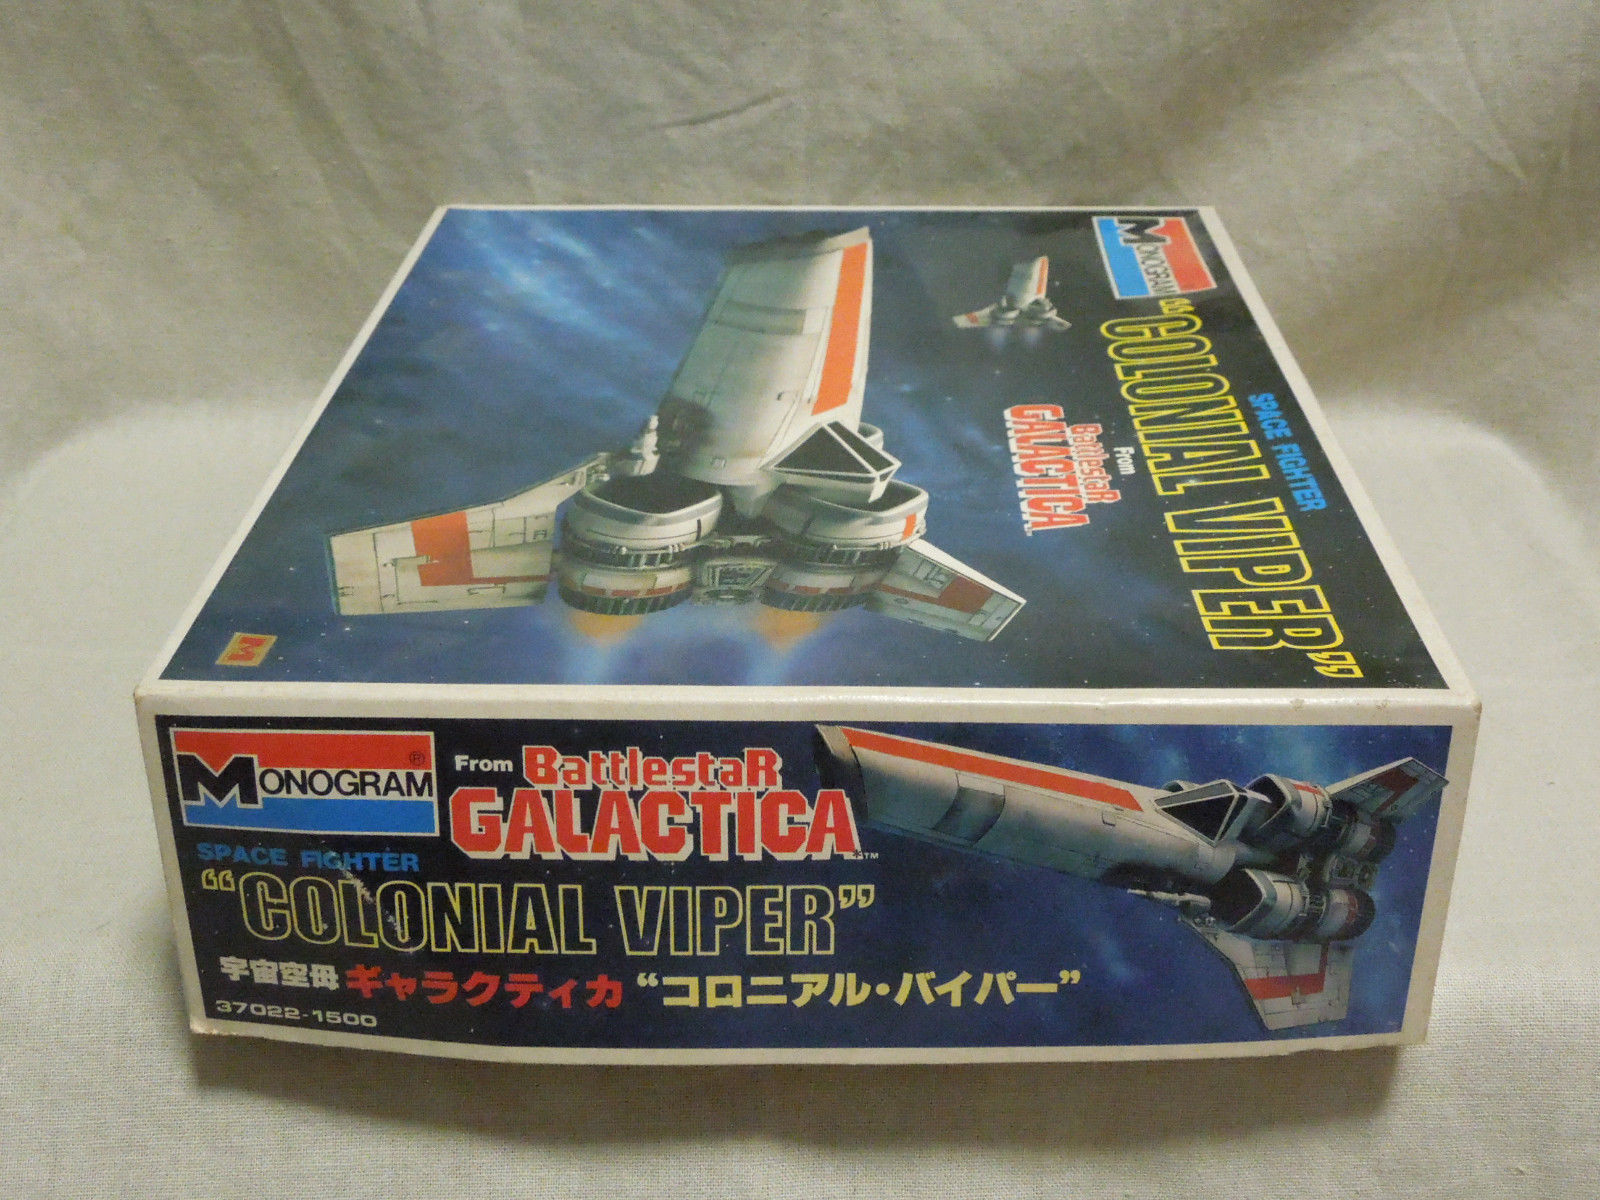 MONOGRAM
SPACE FIGHTER
“COLONIAL VIPER”
From
BattlestaR
GALACTICA
M
MONOGRAM®
From BattlestaR
GALACTICA™
SPACE FIGHTER
“COLONIAL VIPER”
宇宙空母 ギャラクティカ “コロニアル・バイパー”
37022-1500